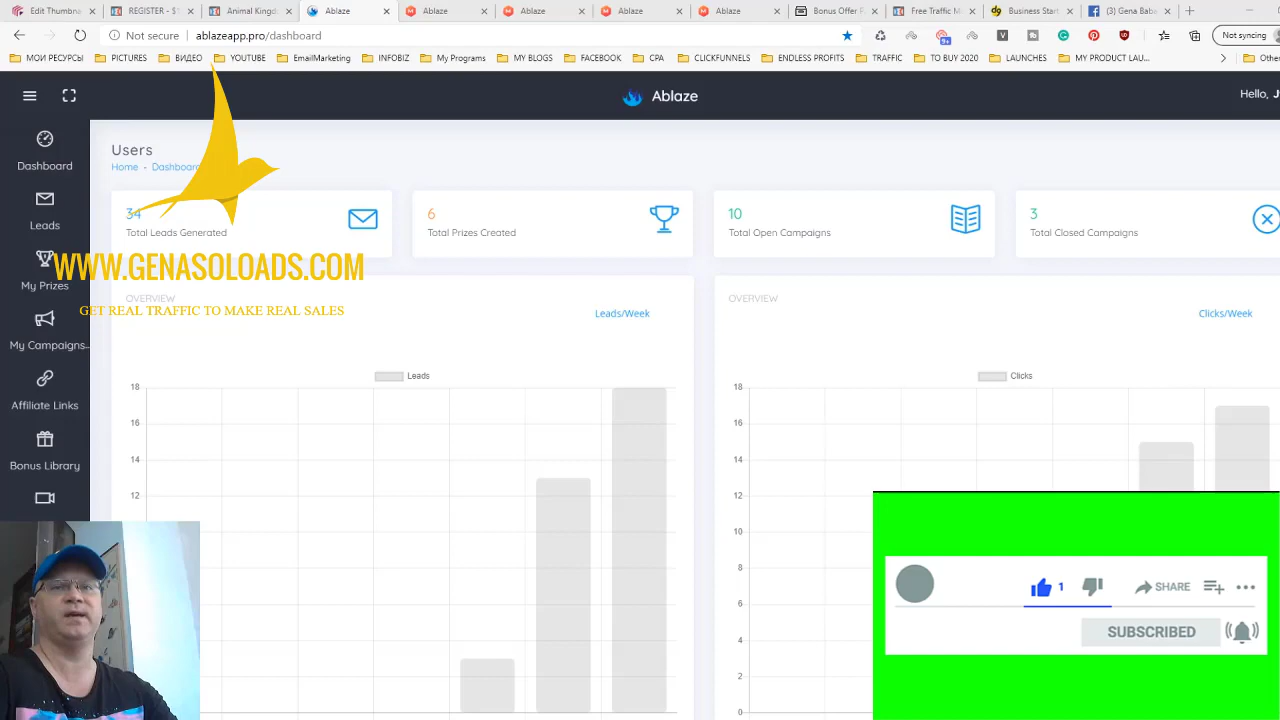 Edit Thumbna
REGISTER - $1
Animal Kingdo
Ablaze
Ablaze
Ablaze
Ablaze
Ablaze
Bonus Offer P
Free Traffic M
Business Start
(3) Gena Bab
Not secure
ablazeapp.pro/dashboard
9+
Not syncing
МОИ РЕСУРСЫ
PICTURES
ВИДЕО
YOUTUBE
EmailMarketing
INFOBIZ
My Programs
MY BLOGS
FACEBOOK
CPA
CLICKFUNNELS
ENDLESS PROFITS
TRAFFIC
TO BUY 2020
LAUNCHES
MY PRODUCT LAU...
Othe
Ablaze
Hello, J
Dashboard
Leads
My Prizes
My Campaigns
Affiliate Links
Bonus Library
Users
Home - Dashboard
34
Total Leads Generated
6
Total Prizes Created
10
Total Open Campaigns
3
Total Closed Campaigns
WWW.GENASOLOADS.COM
GET REAL TRAFFIC TO MAKE REAL SALES
OVERVIEW
Leads/Week
Leads
18
16
14
12
OVERVIEW
Clicks/Week
Clicks
18
16
14
12
10
8
6
4
2
0
1
SHARE
SUBSCRIBED